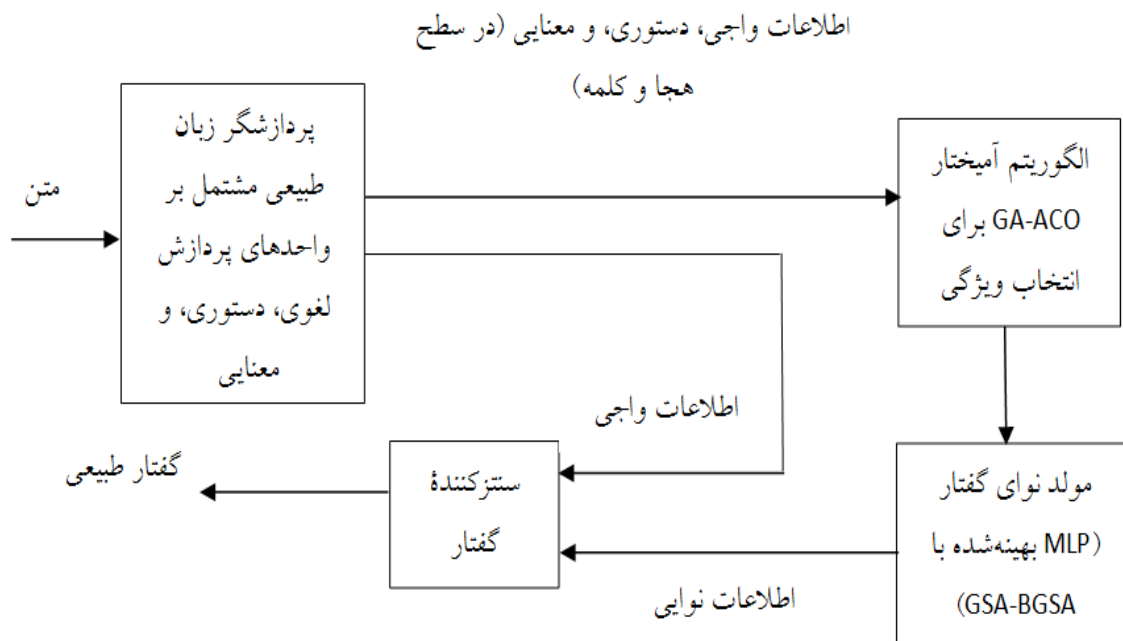 اطلاعات واجی، دستوری، و معنایی (در سطح
هجا و کلمه)
پردازشگر زبان
طبیعی مشتمل بر
واحدهای پردازش
لغوی، دستوری، و
معنایی
متن
الگوریتم آمیختار
GA-ACO برای
انتخاب ویژگی
اطلاعات واجی
مولد نوای گفتار
(MLP بهینه‌شده با
GSA-BGSA)
سنتزکنندۀ
گفتار
گفتار طبیعی
اطلاعات نوایی